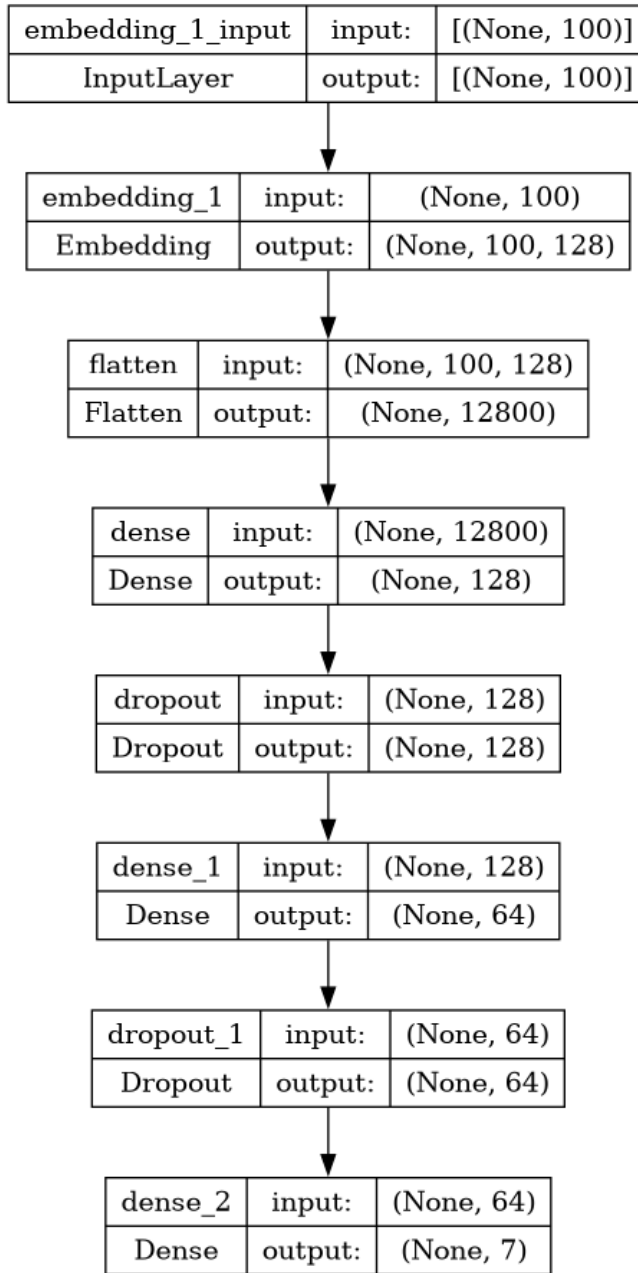 embedding_1_input input: [(None, 100)]
InputLayer output: [(None, 100)]
embedding_1 input: (None, 100)
Embedding output: (None, 100, 128)
flatten input: (None, 100, 128)
Flatten output: (None, 12800)
dense input: (None, 12800)
Dense output: (None, 128)
dropout input: (None, 128)
Dropout output: (None, 128)
dense_1 input: (None, 128)
Dense output: (None, 64)
dropout_1 input: (None, 64)
Dropout output: (None, 64)
dense_2 input: (None, 64)
Dense output: (None, 7)